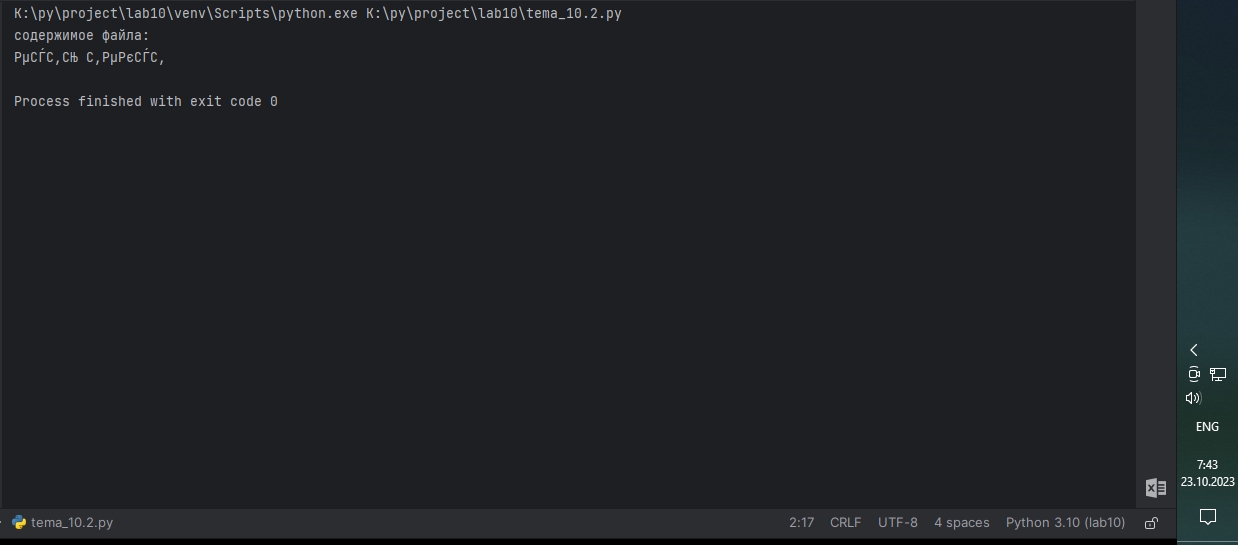 K:\py\project\lab10\venv\Scripts\python.exe K:\py\project\lab10\tema_10.2.py
содержимое файла:
РµСЃС‚СЊ С‚РµРєСЃС‚
Process finished with exit code 0
ENG
7:43
23.10.2023
tema_10.2.py
2:17 CRLF UTF-8 4 spaces Python 3.10 (lab10)